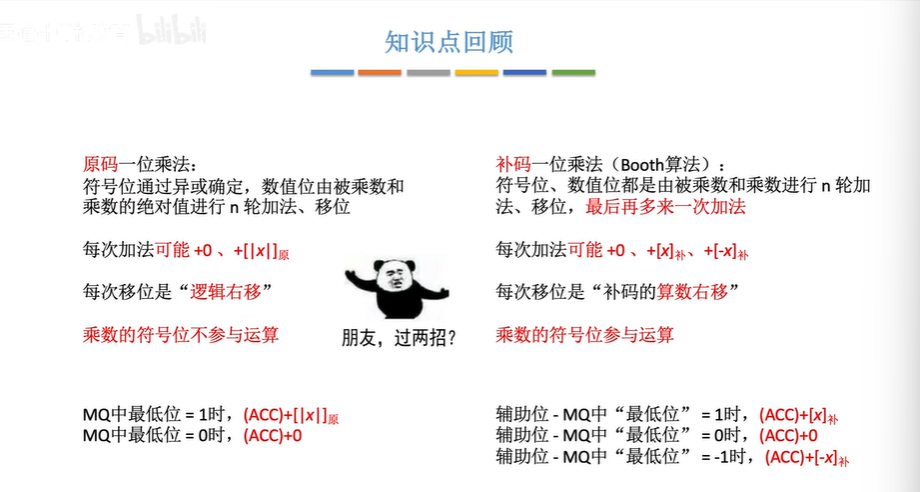 bilibili
知识点回顾
原码一位乘法：
符号位通过异或确定，数值位由被乘数和
乘数的绝对值进行 n 轮加法、移位
每次加法可能 +0 、+[|x|]原
每次移位是“逻辑右移”
乘数的符号位不参与运算
MQ中最低位 = 1时，(ACC)+[|x|]原
MQ中最低位 = 0时，(ACC)+0
朋友，过两招？
补码一位乘法（Booth算法）：
符号位、数值位都是由被乘数和乘数进行 n 轮加
法、移位，最后再多来一次加法
每次加法可能 +0 、+[x]补、+[-x]补
每次移位是“补码的算数右移”
乘数的符号位参与运算
辅助位 - MQ中“最低位” = 1时，(ACC)+[x]补
辅助位 - MQ中“最低位” = 0时，(ACC)+0
辅助位 - MQ中“最低位” = -1时，(ACC)+[-x]补